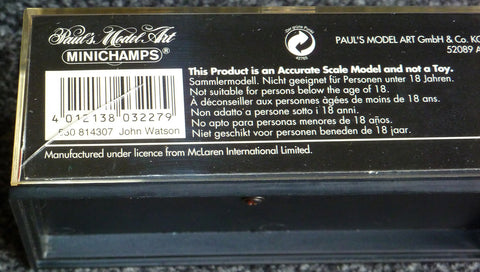 Paul's Model Art
MINICHAMPS®
PAUL'S MODEL ART GmbH & Co. KG
52089 A
This Product is an Accurate Scale Model and not a Toy.
Sammlermodell. Nicht geeignet für Personen unter 18 Jahren.
Not suitable for persons below the age of 18.
À déconseiller aux personnes âgées de moins de 18 ans.
Non adatto a persone sotto i 18 anni.
No apto para personas menores de 18 años.
Niet geschikt voor personen beneden de 18 jaar.
4 012138 032279
530 814307 John Watson
Manufactured under licence from McLaren International Limited.